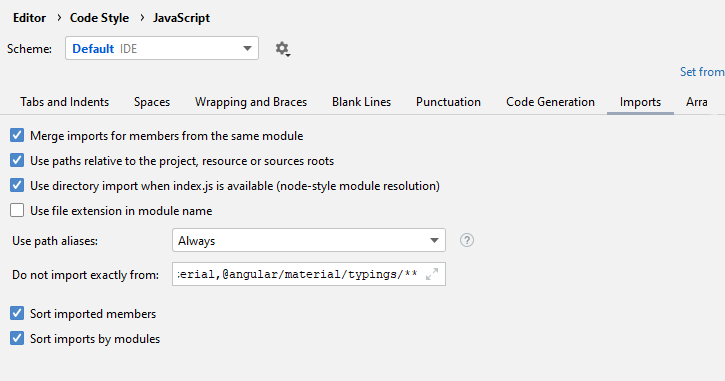 Editor › Code Style › JavaScript
Scheme: Default IDE
Set from
Tabs and Indents Spaces Wrapping and Braces Blank Lines Punctuation Code Generation Imports Arra
Merge imports for members from the same module
Use paths relative to the project, resource or sources roots
Use directory import when index.js is available (node-style module resolution)
Use file extension in module name
Use path aliases: Always ?
Do not import exactly from: erial,@angular/material/typings/**
Sort imported members
Sort imports by modules